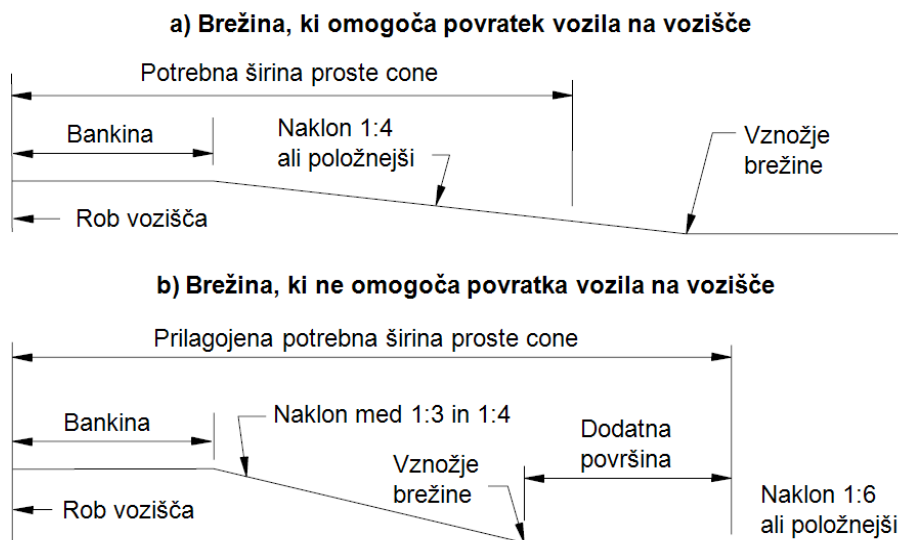 a) Brežina, ki omogoča povratek vozila na vozišče
Potrebna širina proste cone
Bankina
Naklon 1:4
ali položnejši
Vznožje
brežine
Rob vozišča
b) Brežina, ki ne omogoča povratka vozila na vozišče
Prilagojena potrebna širina proste cone
Bankina
Naklon med 1:3 in 1:4
Dodatna
površina
Vznožje
brežine
Rob vozišča
Naklon 1:6
ali položnejši